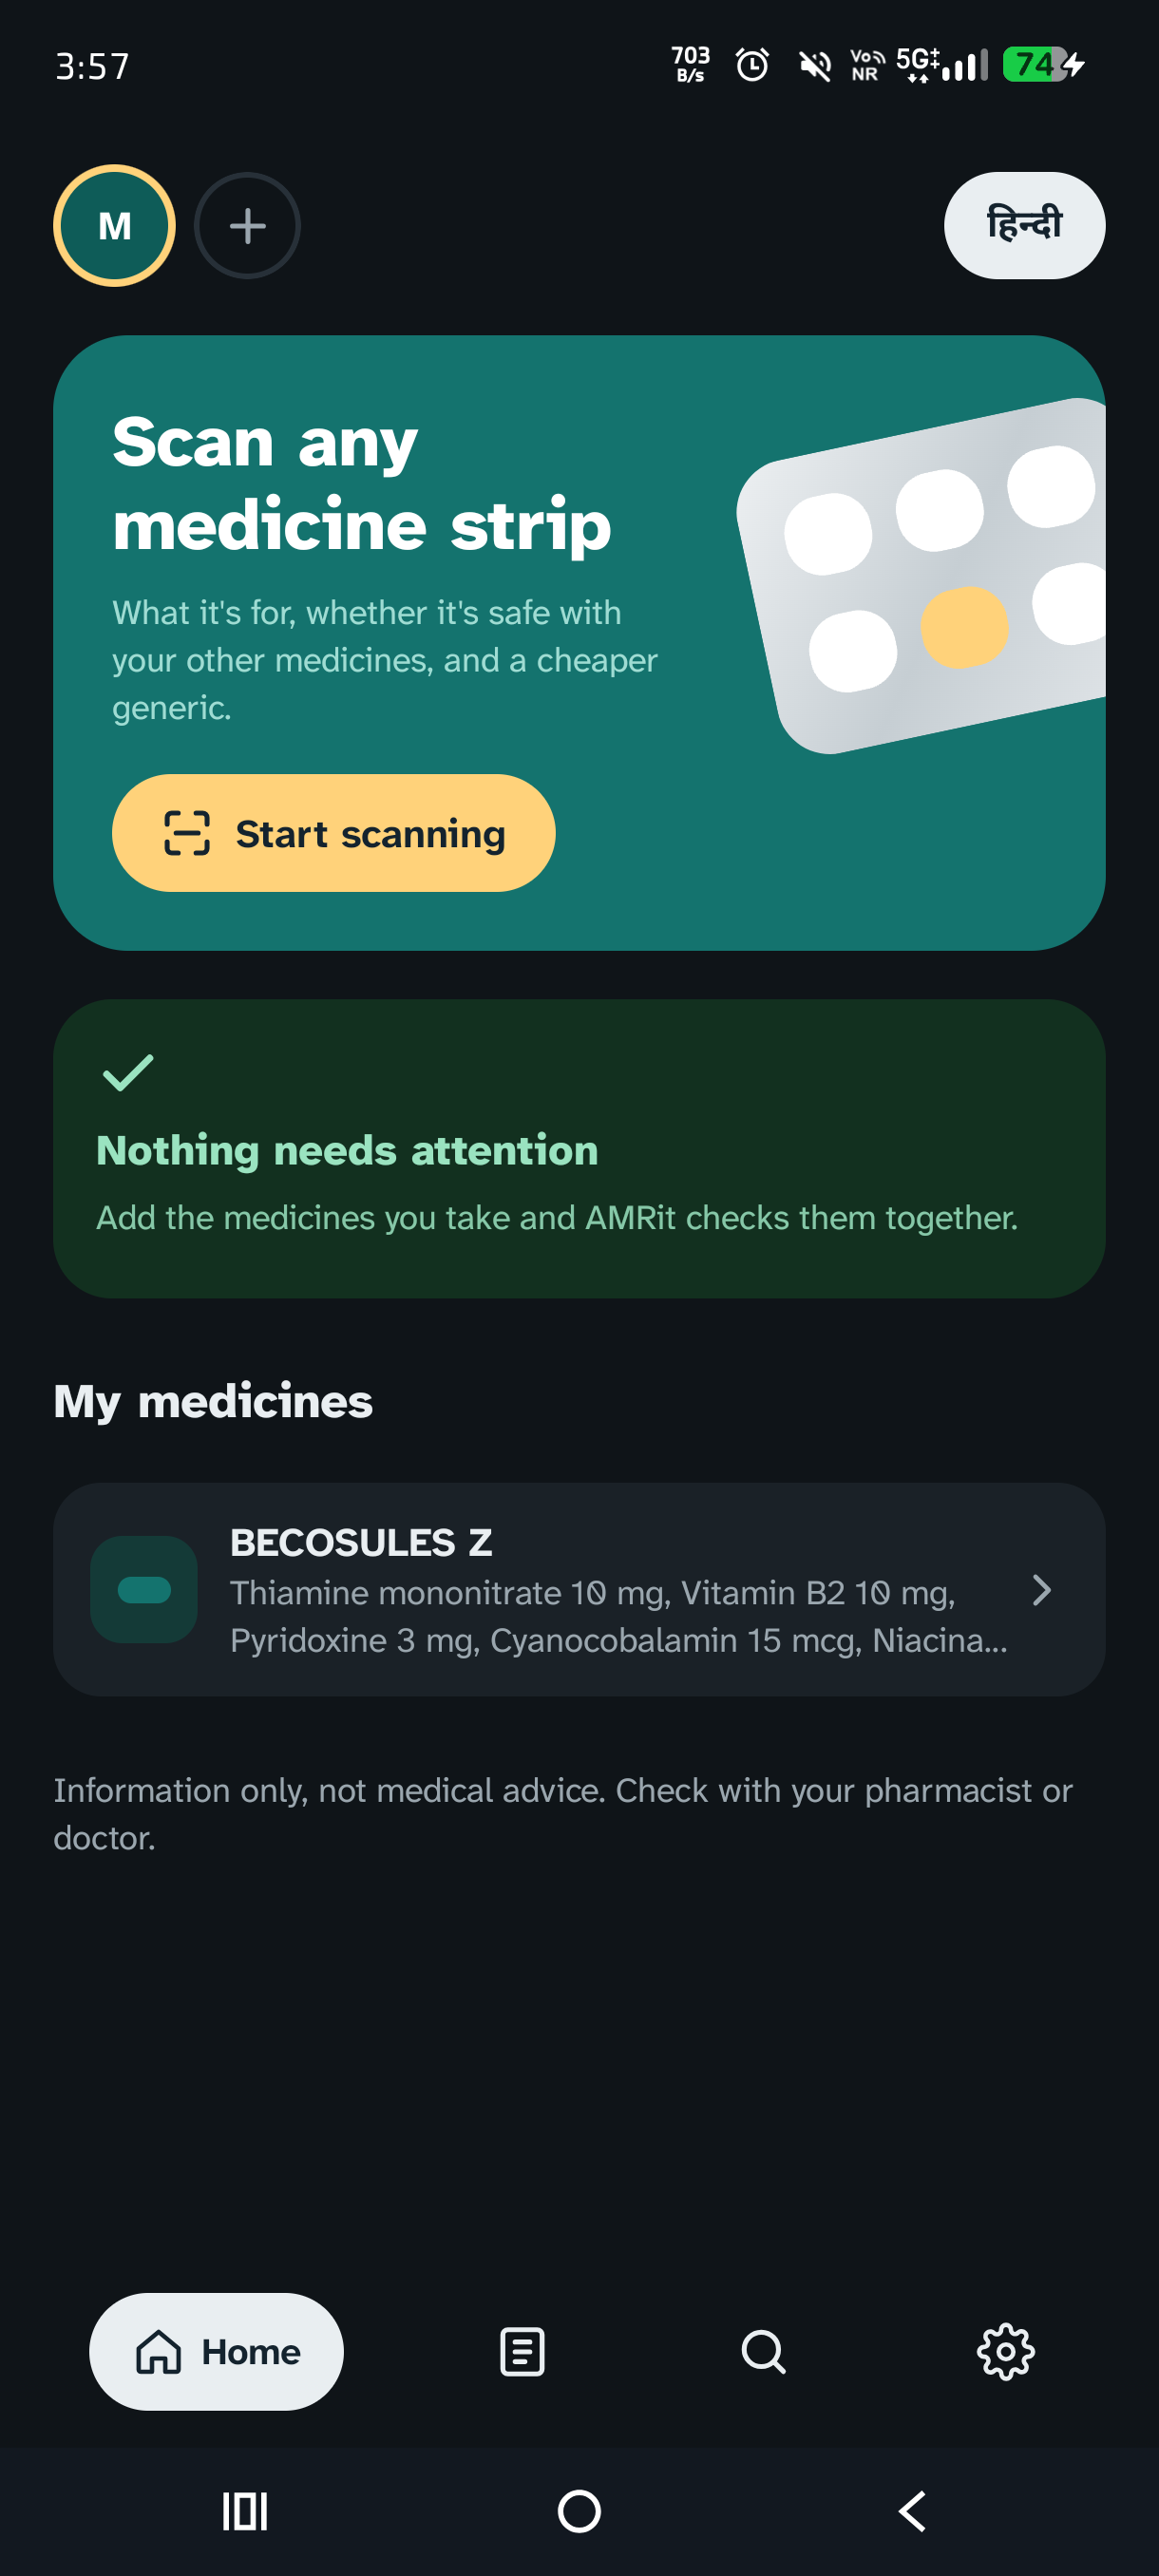 3:57
703
B/s
Vo
NR
5G
74
M
हिन्दी
Scan any
medicine strip
What it's for, whether it's safe with
your other medicines, and a cheaper
generic.
Start scanning
Nothing needs attention
Add the medicines you take and AMRit checks them together.
My medicines
BECOSULES Z
Thiamine mononitrate 10 mg, Vitamin B2 10 mg,
Pyridoxine 3 mg, Cyanocobalamin 15 mcg, Niacina...
Information only, not medical advice. Check with your pharmacist or
doctor.
Home